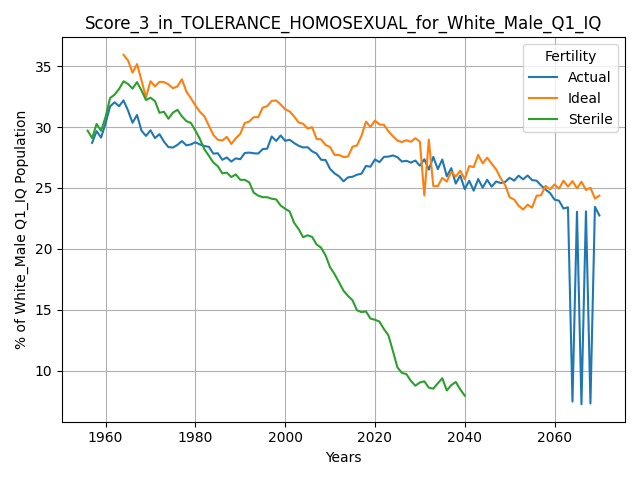 Score_3_in_TOLERANCE_HOMOSEXUAL_for_White_Male_Q1_IQ
Fertility
Actual
Ideal
Sterile
% of White_Male Q1_IQ Population
35
30
25
20
15
10
1960
1980
2000
2020
2040
2060
Years